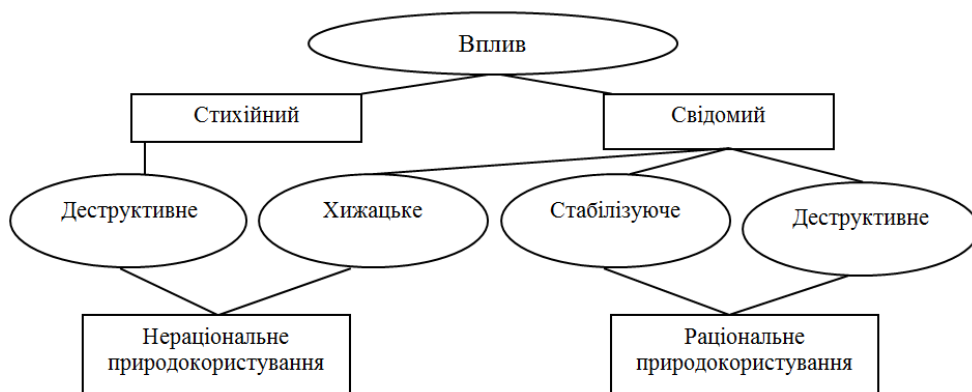 Вплив
Стихійний
Свідомий
Деструктивне
Хижацьке
Стабілізуюче
Деструктивне
Нераціональне
природокористування
Раціональне
природокористування